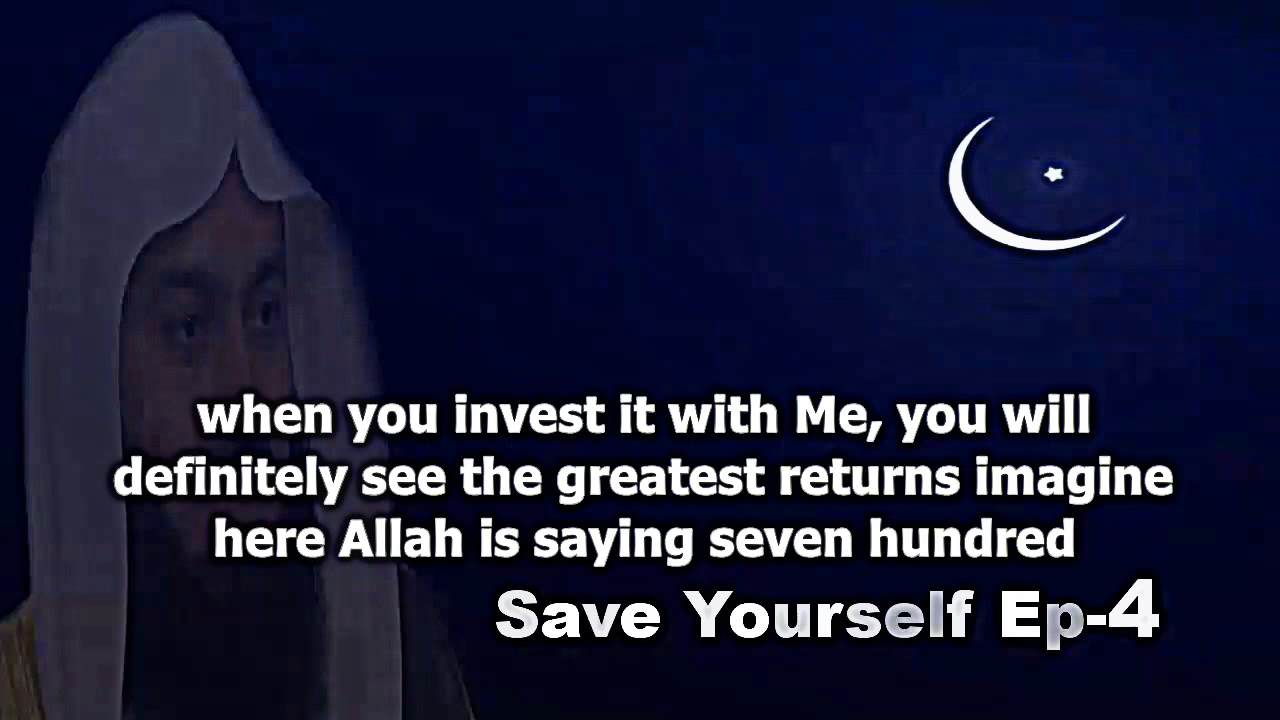 when you invest it with Me, you will
definitely see the greatest returns imagine
here Allah is saying seven hundred
Save Yourself Ep-4